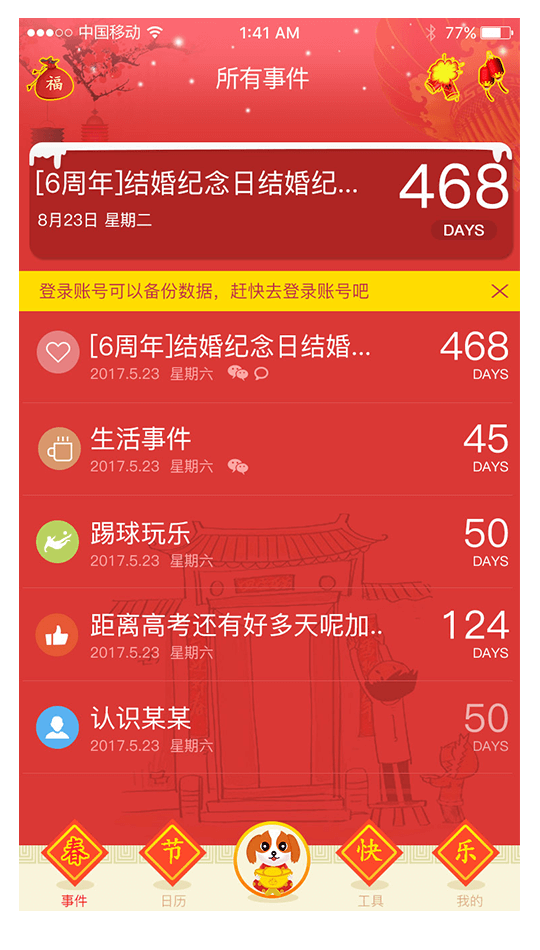 中国移动 1:41 AM 77%
福 所有事件
[6周年]结婚纪念日结婚纪... 468
8月23日 星期二 DAYS
登录账号可以备份数据，赶快去登录账号吧
[6周年]结婚纪念日结婚... 468
2017.5.23 星期六 DAYS
生活事件 45
2017.5.23 星期六 DAYS
踢球玩乐 50
2017.5.23 星期六 DAYS
距离高考还有好多天呢加.. 124
2017.5.23 星期六 DAYS
认识某某 50
2017.5.23 星期六 DAYS
春 节 快 乐
事件 日历 工具 我的